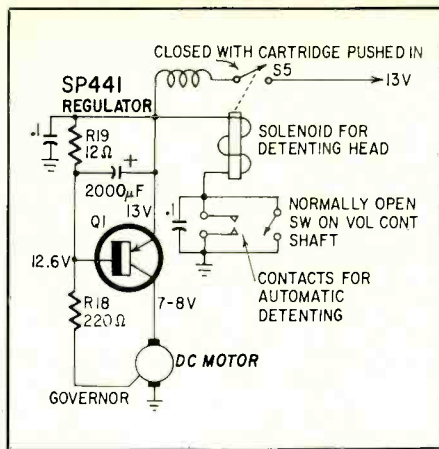 CLOSED WITH CARTRIDGE PUSHED IN
S5
13V
SP441
REGULATOR
.1
R19
12Ω
+
2000µF
Q1
13V
12.6V
R18
220Ω
7-8V
DC MOTOR
GOVERNOR
SOLENOID FOR
DETENTING HEAD
.1
NORMALLY OPEN
SW ON VOL CONT
SHAFT
CONTACTS FOR
AUTOMATIC
DETENTING